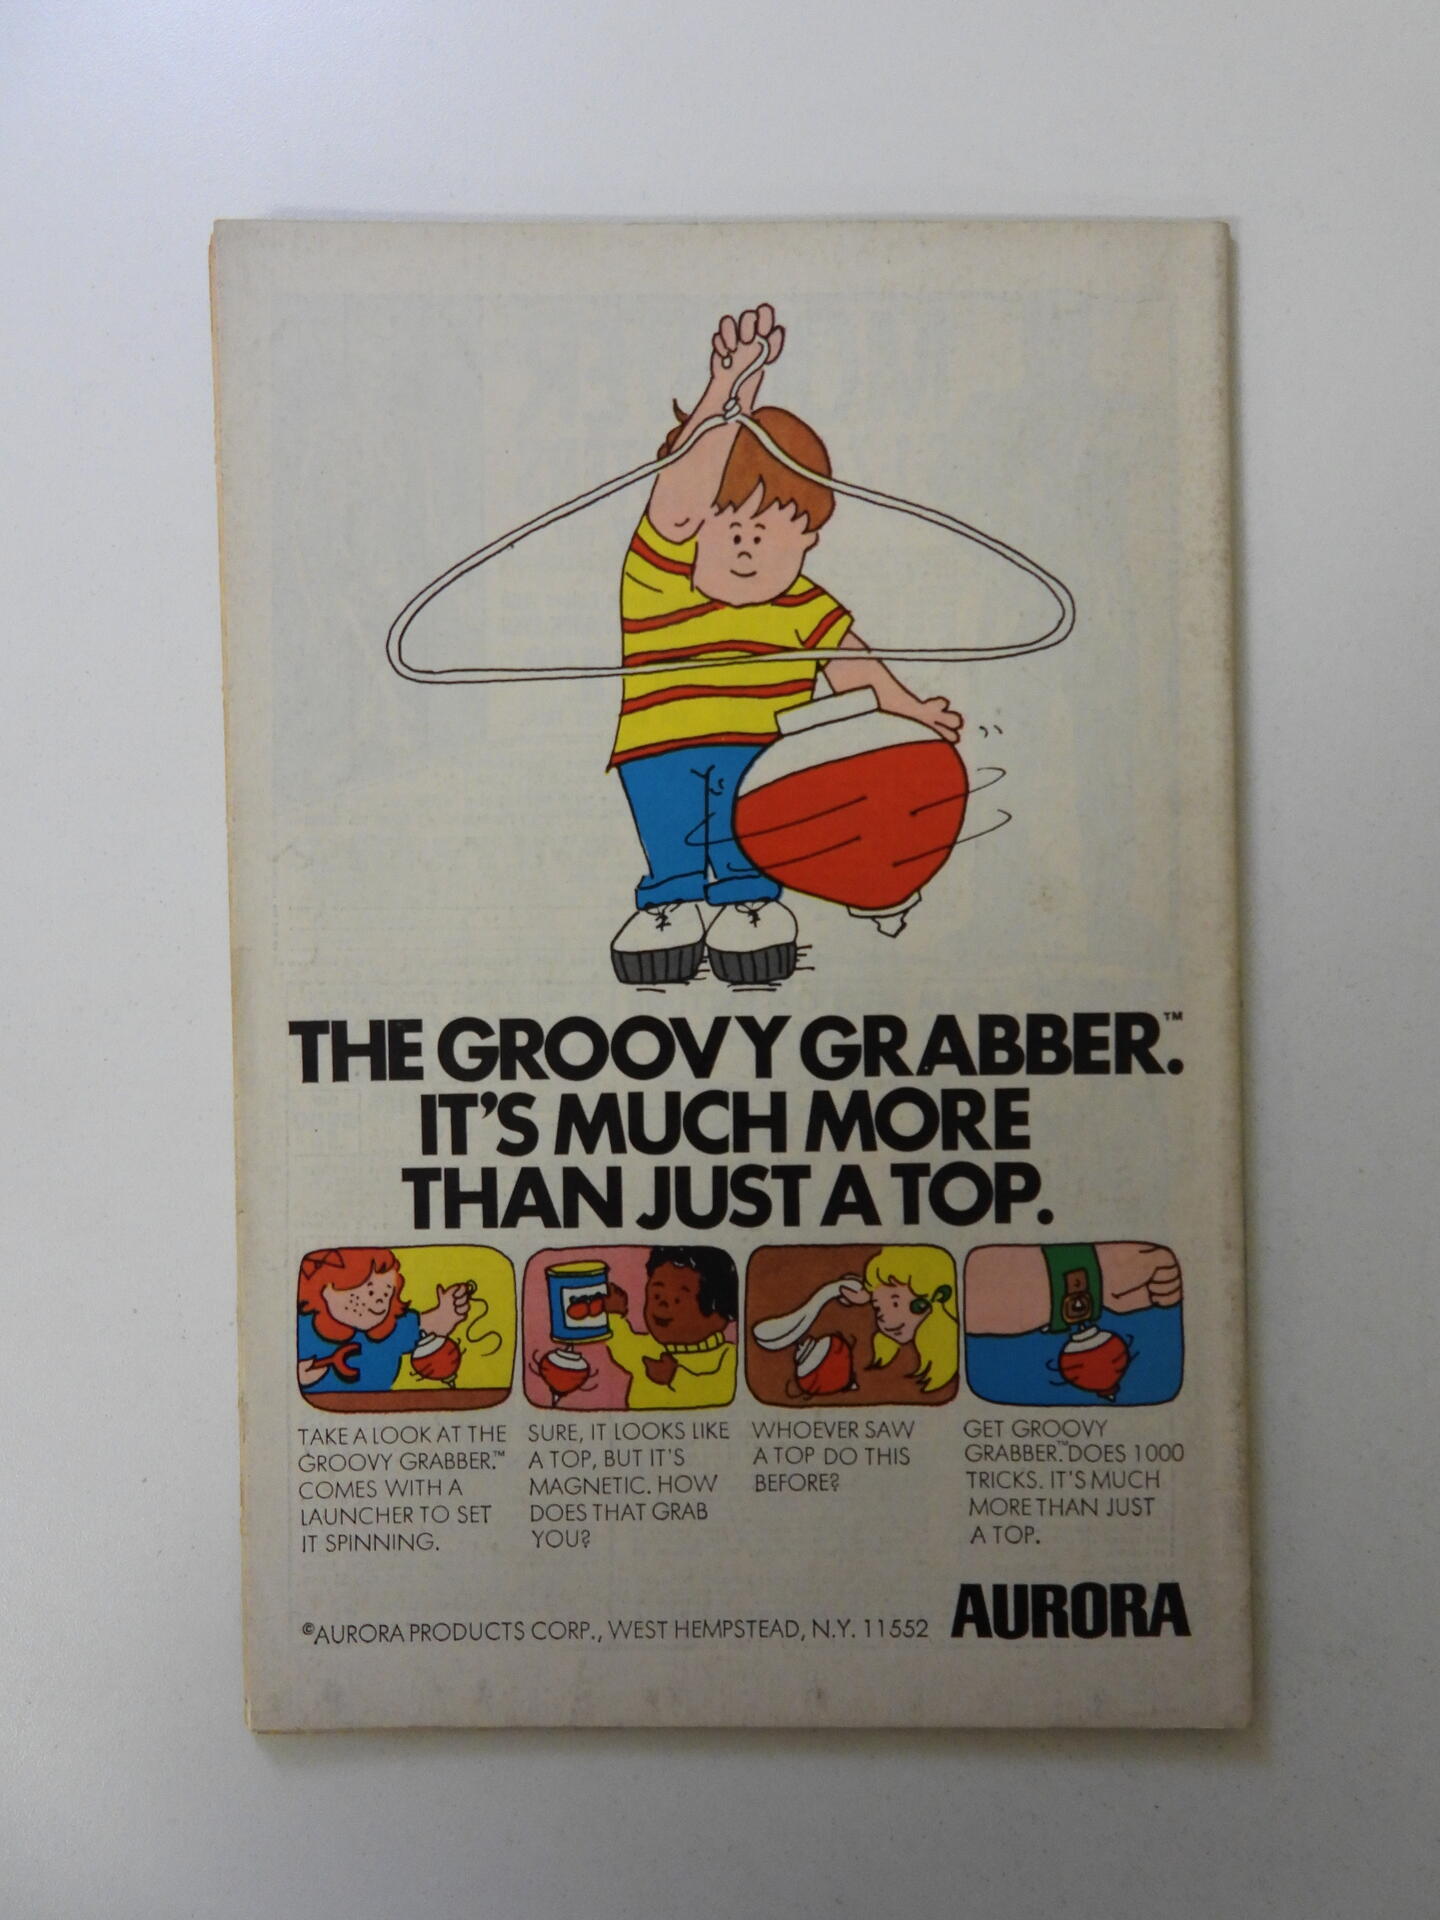 THE GROOVY GRABBER.™
IT'S MUCH MORE
THAN JUST A TOP.
TAKE A LOOK AT THE
GROOVY GRABBER.™
COMES WITH A
LAUNCHER TO SET
IT SPINNING.
SURE, IT LOOKS LIKE
A TOP, BUT IT'S
MAGNETIC. HOW
DOES THAT GRAB
YOU?
WHOEVER SAW
A TOP DO THIS
BEFORE?
GET GROOVY
GRABBER.™ DOES 1000
TRICKS. IT'S MUCH
MORE THAN JUST
A TOP.
©AURORA PRODUCTS CORP., WEST HEMPSTEAD, N.Y. 11552
AURORA